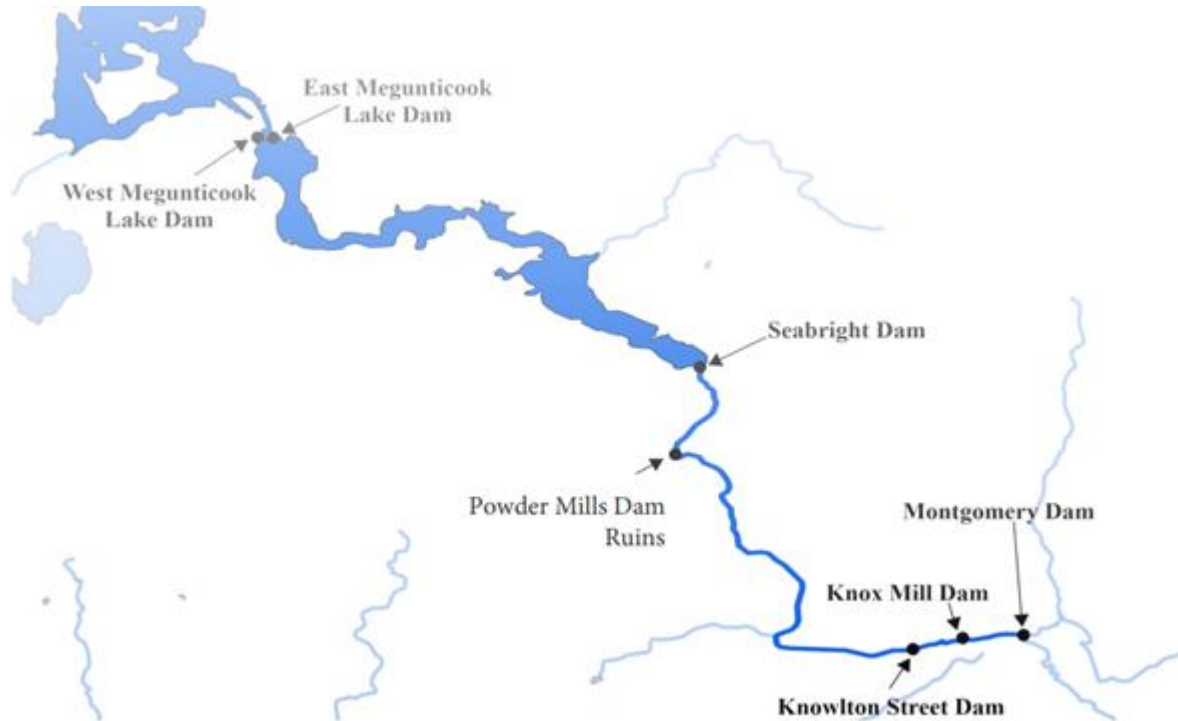 East Megunticook
Lake Dam
West Megunticook
Lake Dam
Seabright Dam
Powder Mills Dam
Ruins
Montgomery Dam
Knox Mill Dam
Knowlton Street Dam